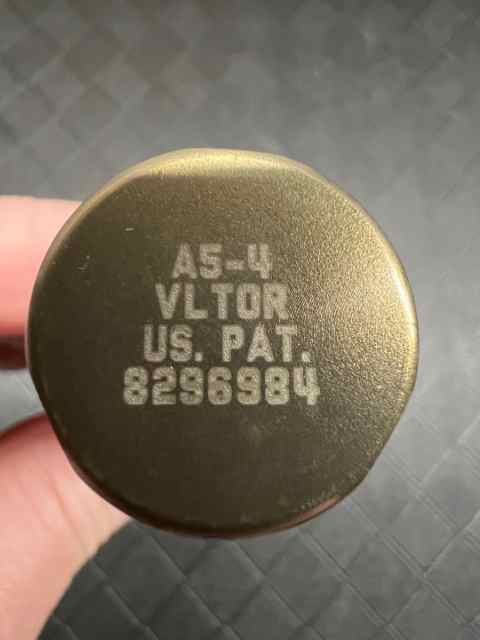 A5-4
VLTOR
US. PAT.
8296984